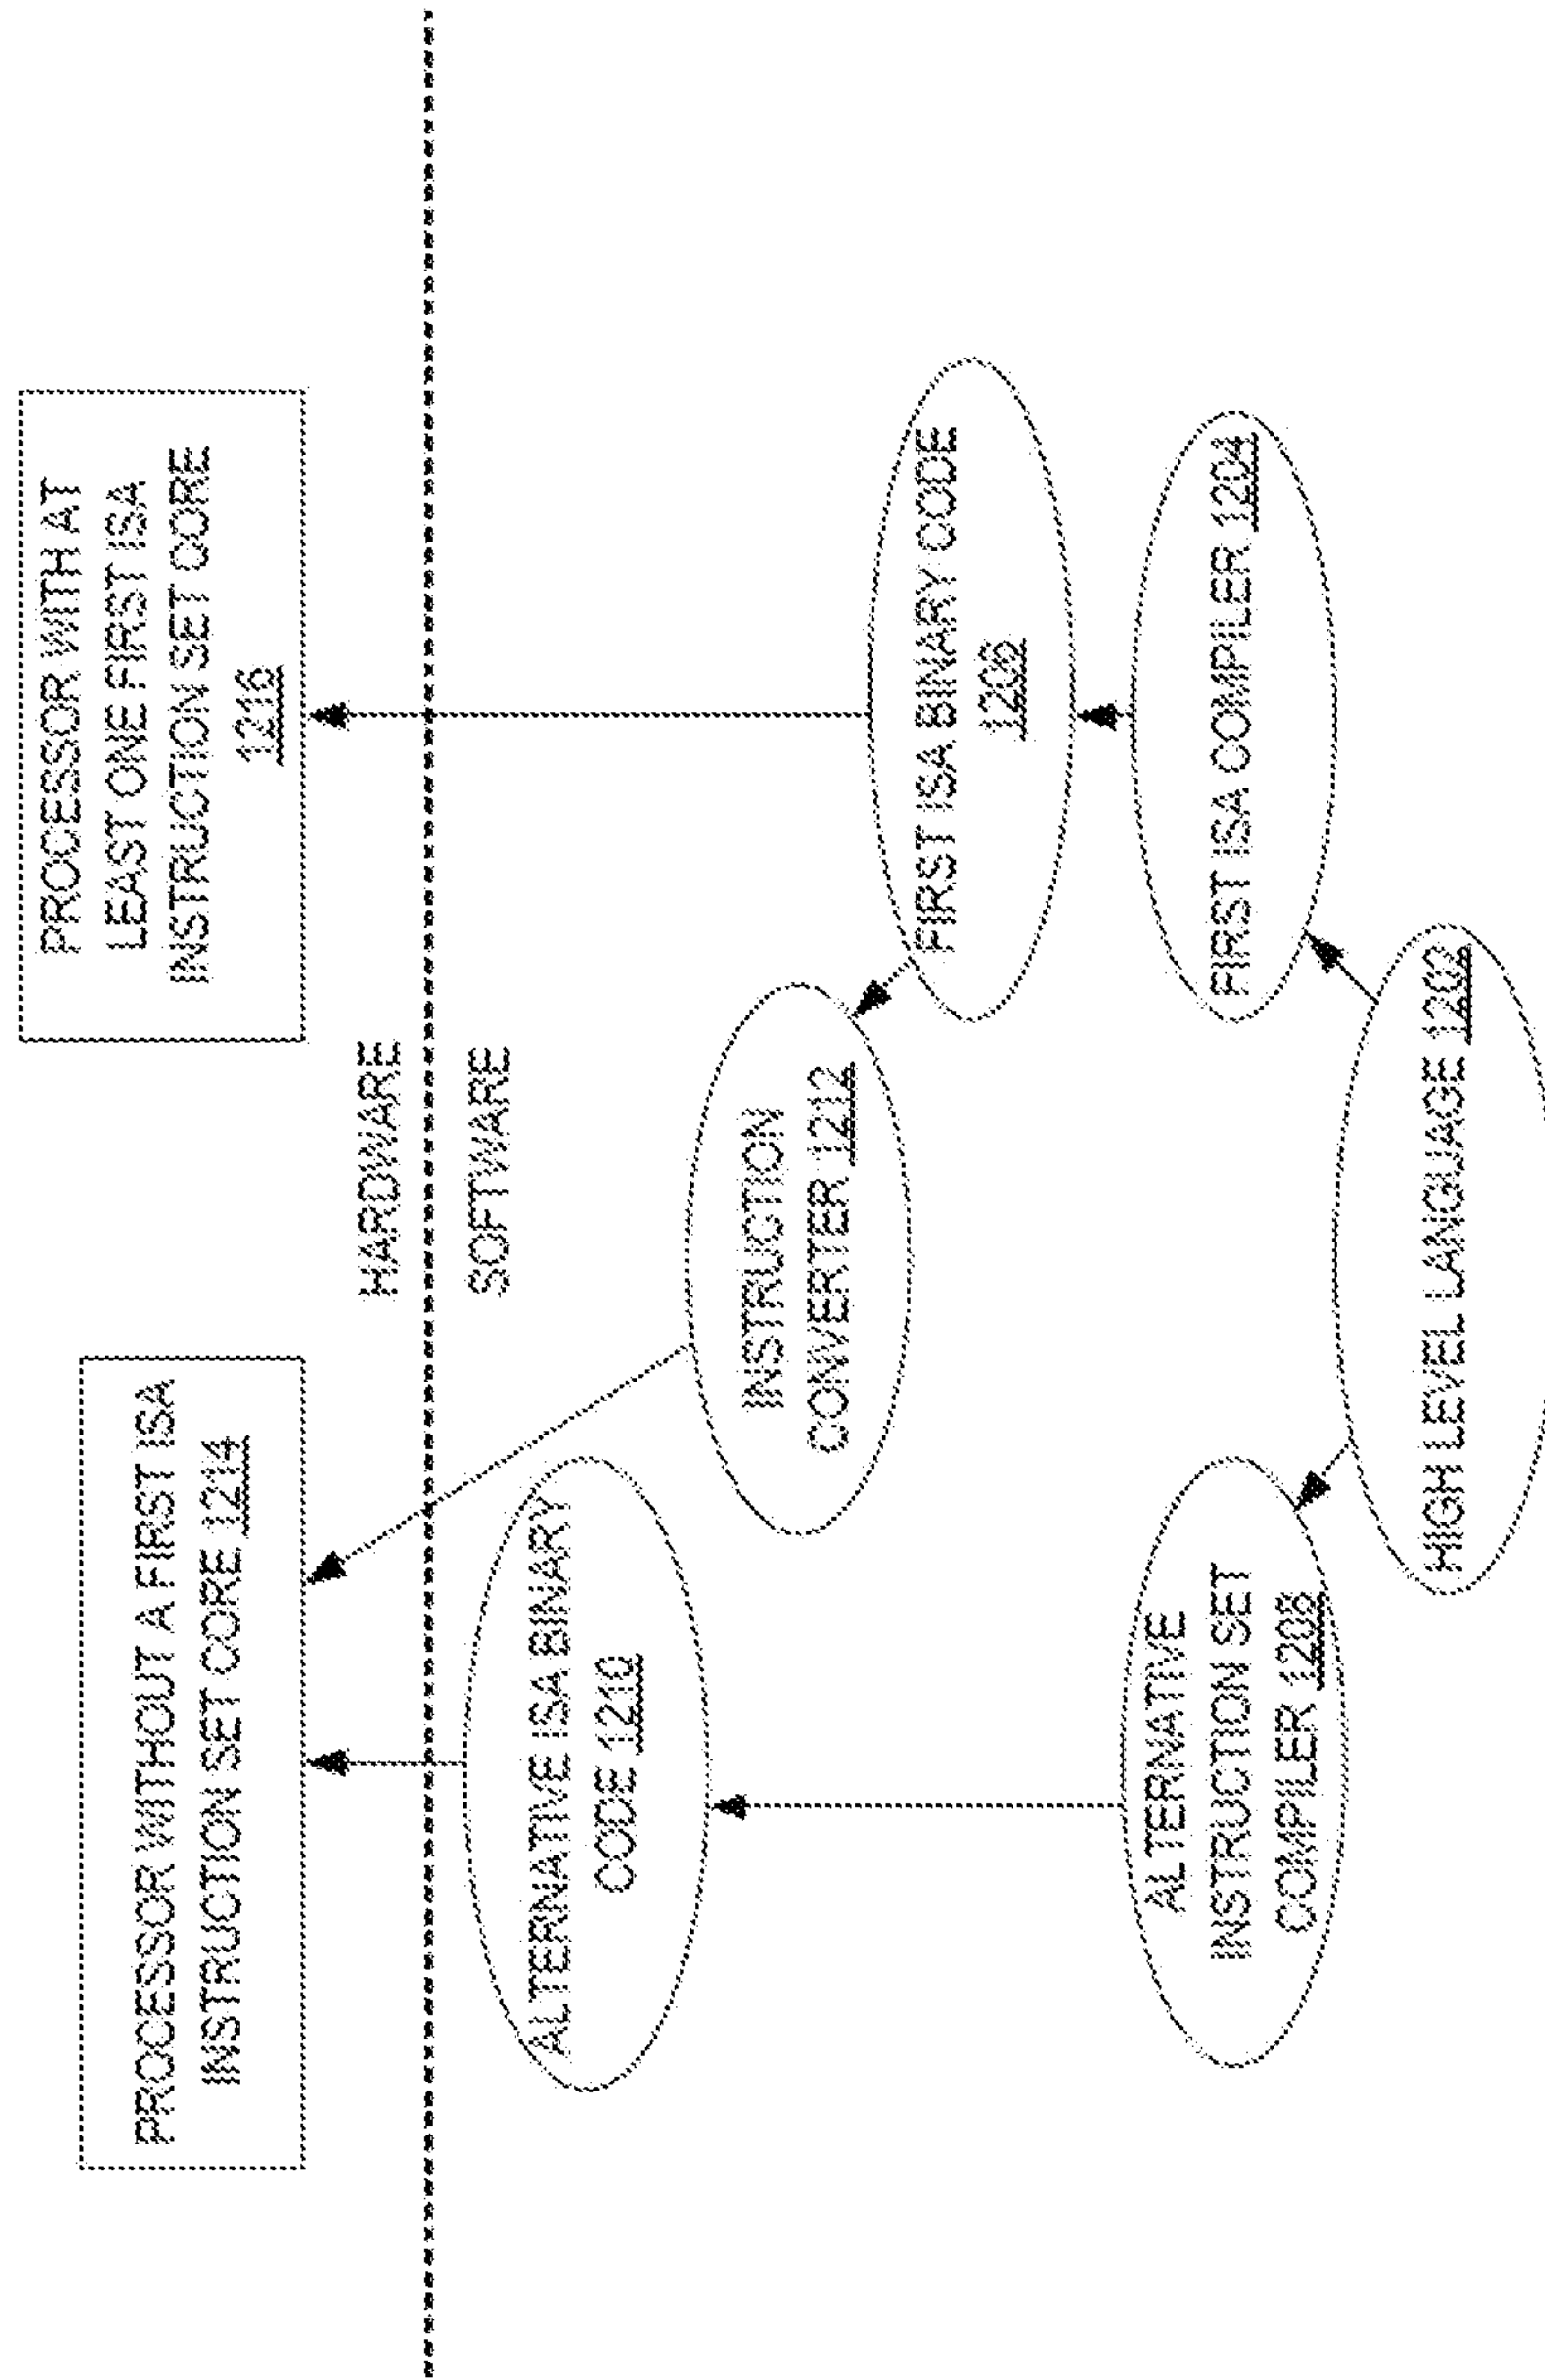 PROCESSOR WITHOUT A FIRST ISA
INSTRUCTION SET CORE 1214
PROCESSOR WITH AT
LEAST ONE FIRST ISA
INSTRUCTION SET CORE
1216
HARDWARE
SOFTWARE
ALTERNATIVE ISA BINARY
CODE 1210
INSTRUCTION
CONVERTER 1212
FIRST ISA BINARY CODE
1206
ALTERNATIVE
INSTRUCTION SET
COMPILER 1208
FIRST ISA COMPILER 1204
HIGH LEVEL LANGUAGE 1202